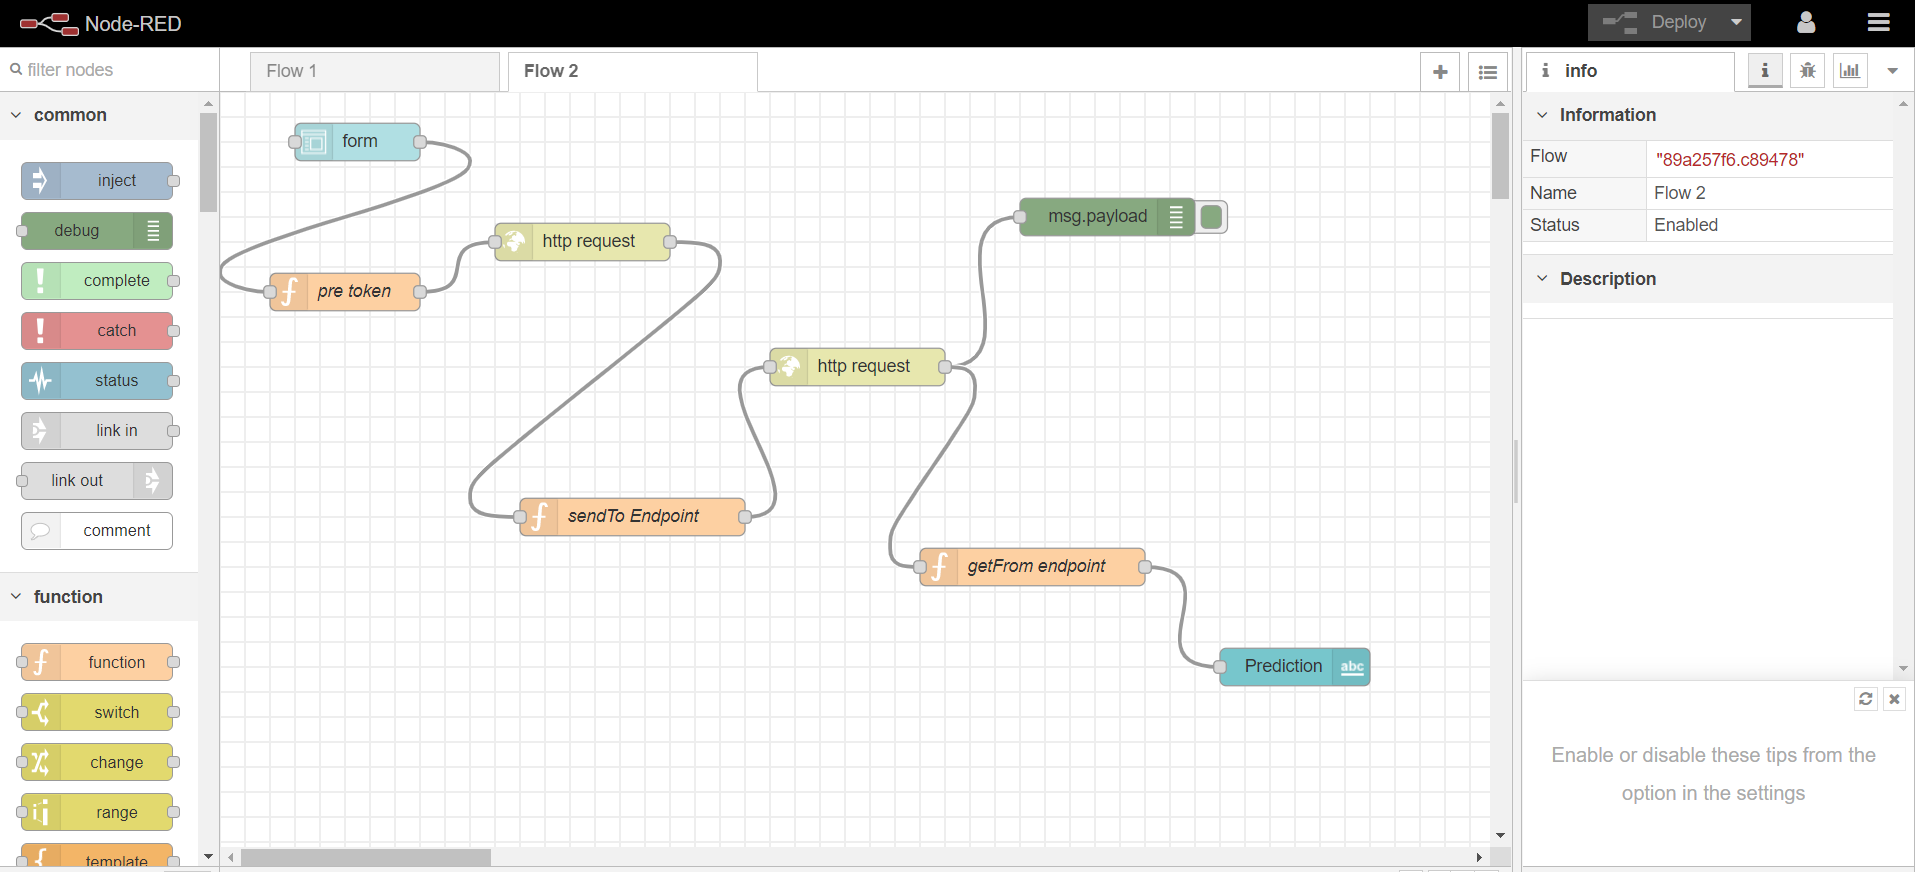 Node-RED
Deploy
filter nodes
Flow 1
Flow 2
info
common
inject
debug
complete
catch
status
link in
link out
comment
function
function
switch
change
range
template
form
pre token
http request
sendTo Endpoint
http request
msg.payload
getFrom endpoint
Prediction
abc
Information
Flow "89a257f6.c89478"
Name Flow 2
Status Enabled
Description
Enable or disable these tips from the
option in the settings